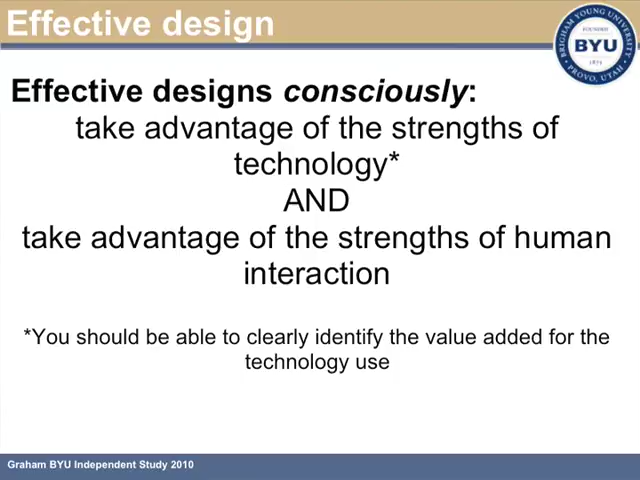 Effective design
BRIGHAM YOUNG UNIVERSITY
FOUNDED
BYU
1875
PROVO, UTAH
Effective designs consciously:
take advantage of the strengths of
technology*
AND
take advantage of the strengths of human
interaction
*You should be able to clearly identify the value added for the
technology use
Graham BYU Independent Study 2010